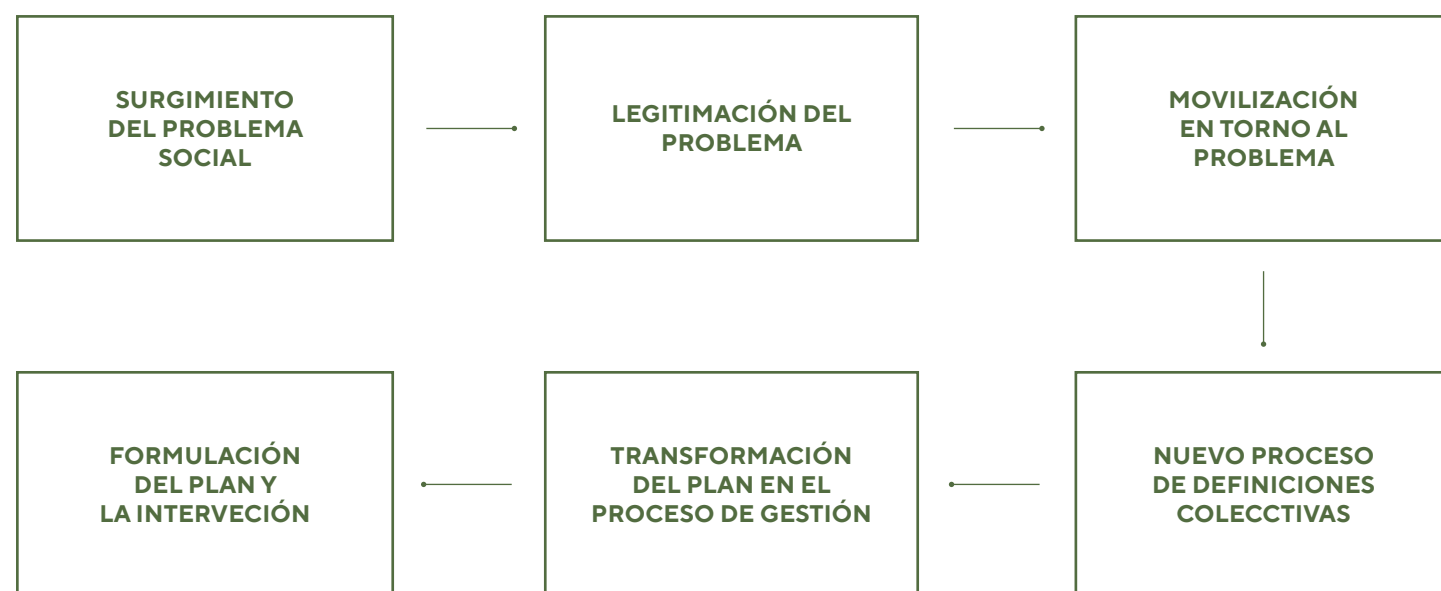 SURGIMIENTO
DEL PROBLEMA
SOCIAL
LEGITIMACIÓN DEL
PROBLEMA
MOVILIZACIÓN
EN TORNO AL
PROBLEMA
NUEVO PROCESO
DE DEFINICIONES
COLECCTIVAS
TRANSFORMACIÓN
DEL PLAN EN EL
PROCESO DE GESTIÓN
FORMULACIÓN
DEL PLAN Y
LA INTERVECIÓN